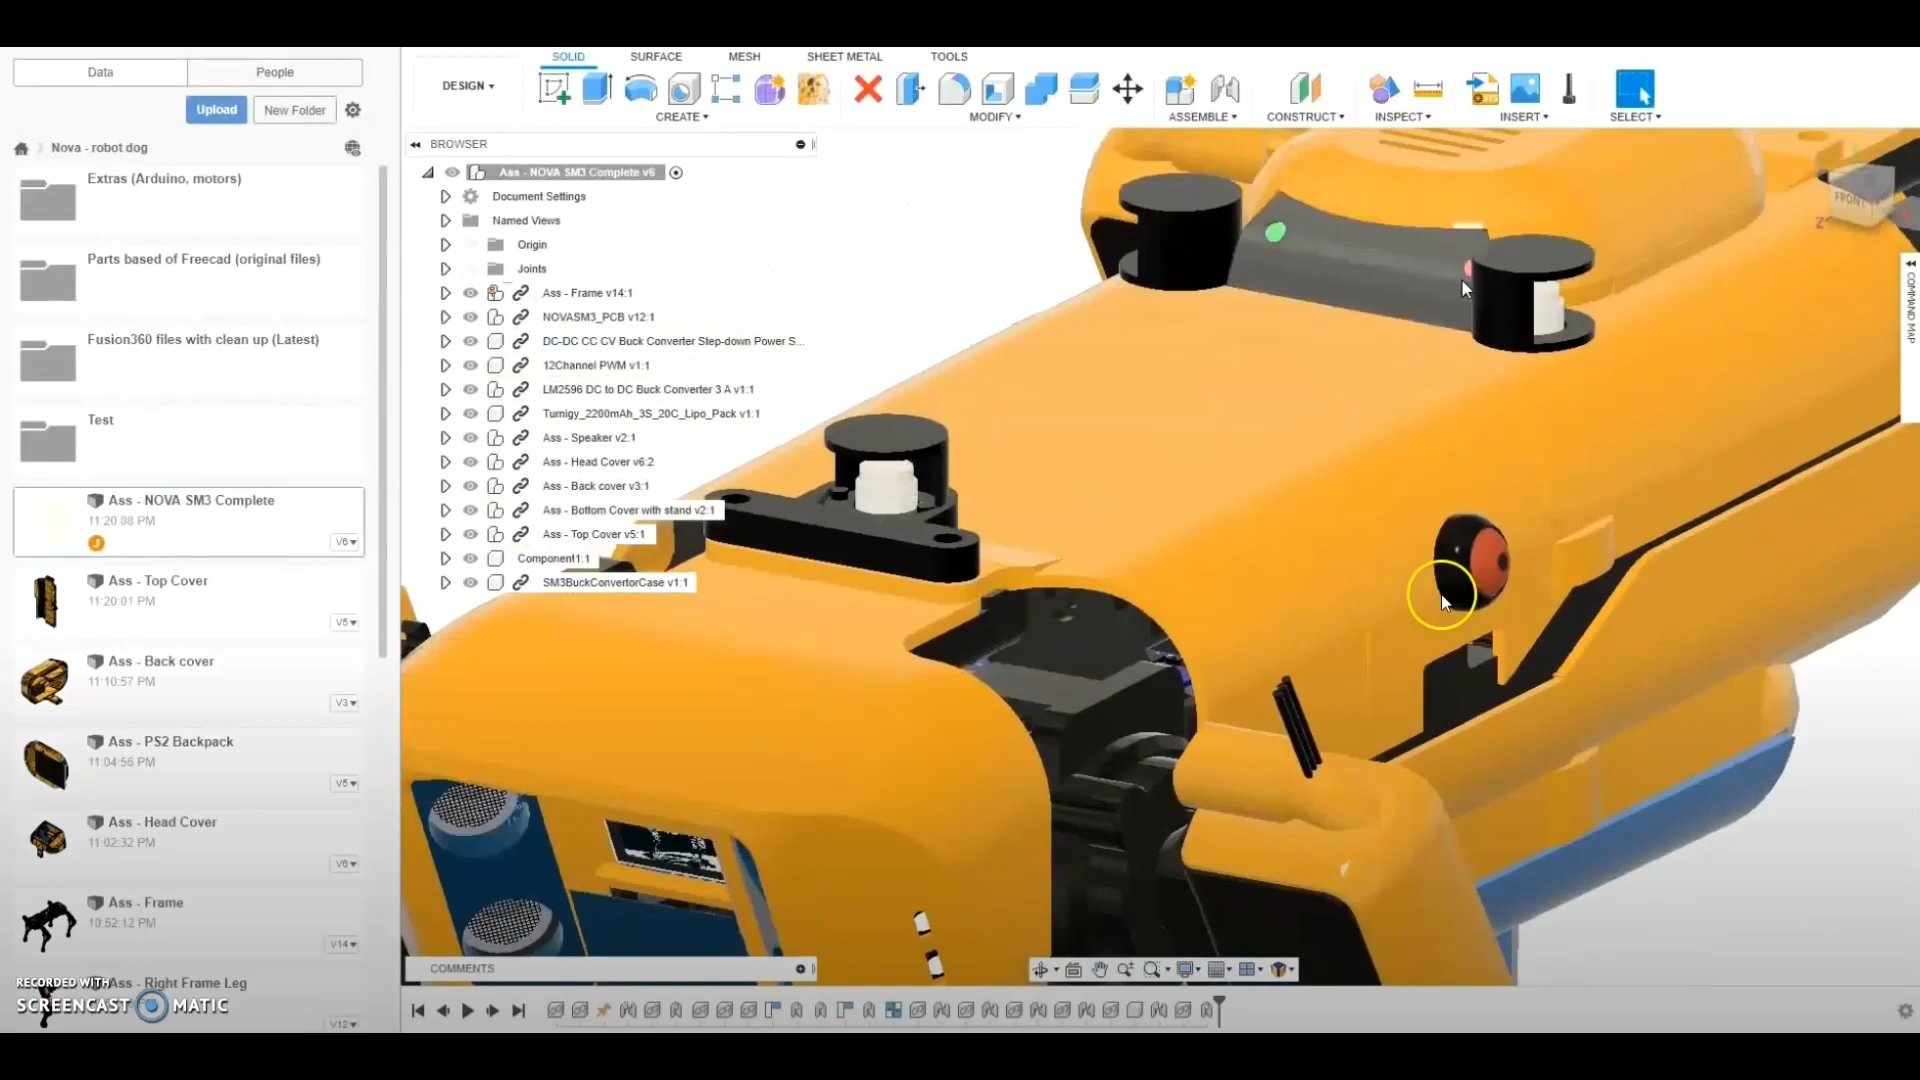 Data
People
Upload
New Folder
Nova - robot dog
Extras (Arduino, motors)
Parts based of Freecad (original files)
Fusion360 files with clean up (Latest)
Test
Ass - NOVA SM3 Complete
11:20:08 PM
J
V6
Ass - Top Cover
11:20:01 PM
V5
Ass - Back cover
11:10:57 PM
V3
Ass - PS2 Backpack
11:04:56 PM
V5
Ass - Head Cover
11:02:32 PM
V6
Ass - Frame
10:52:12 PM
V14
Ass - Right Frame Leg
V12
RECORDED WITH
SCREENCAST MATIC
SOLID
SURFACE
MESH
SHEET METAL
TOOLS
DESIGN
CREATE
MODIFY
ASSEMBLE
CONSTRUCT
INSPECT
INSERT
SELECT
BROWSER
Ass - NOVA SM3 Complete v6
Document Settings
Named Views
Origin
Joints
Ass - Frame v14:1
NOVASM3_PCB v12:1
DC-DC CC CV Buck Converter Step-down Power S...
12Channel PWM v1:1
LM2596 DC to DC Buck Converter 3 A v1:1
Turnigy_2200mAh_3S_20C_Lipo_Pack v1:1
Ass - Speaker v2:1
Ass - Head Cover v6:2
Ass - Back cover v3:1
Ass - Bottom Cover with stand v2:1
Ass - Top Cover v5:1
Component1:1
SM3BuckConvertorCase v1:1
FRONT
Z
COMMAND MAP
COMMENTS